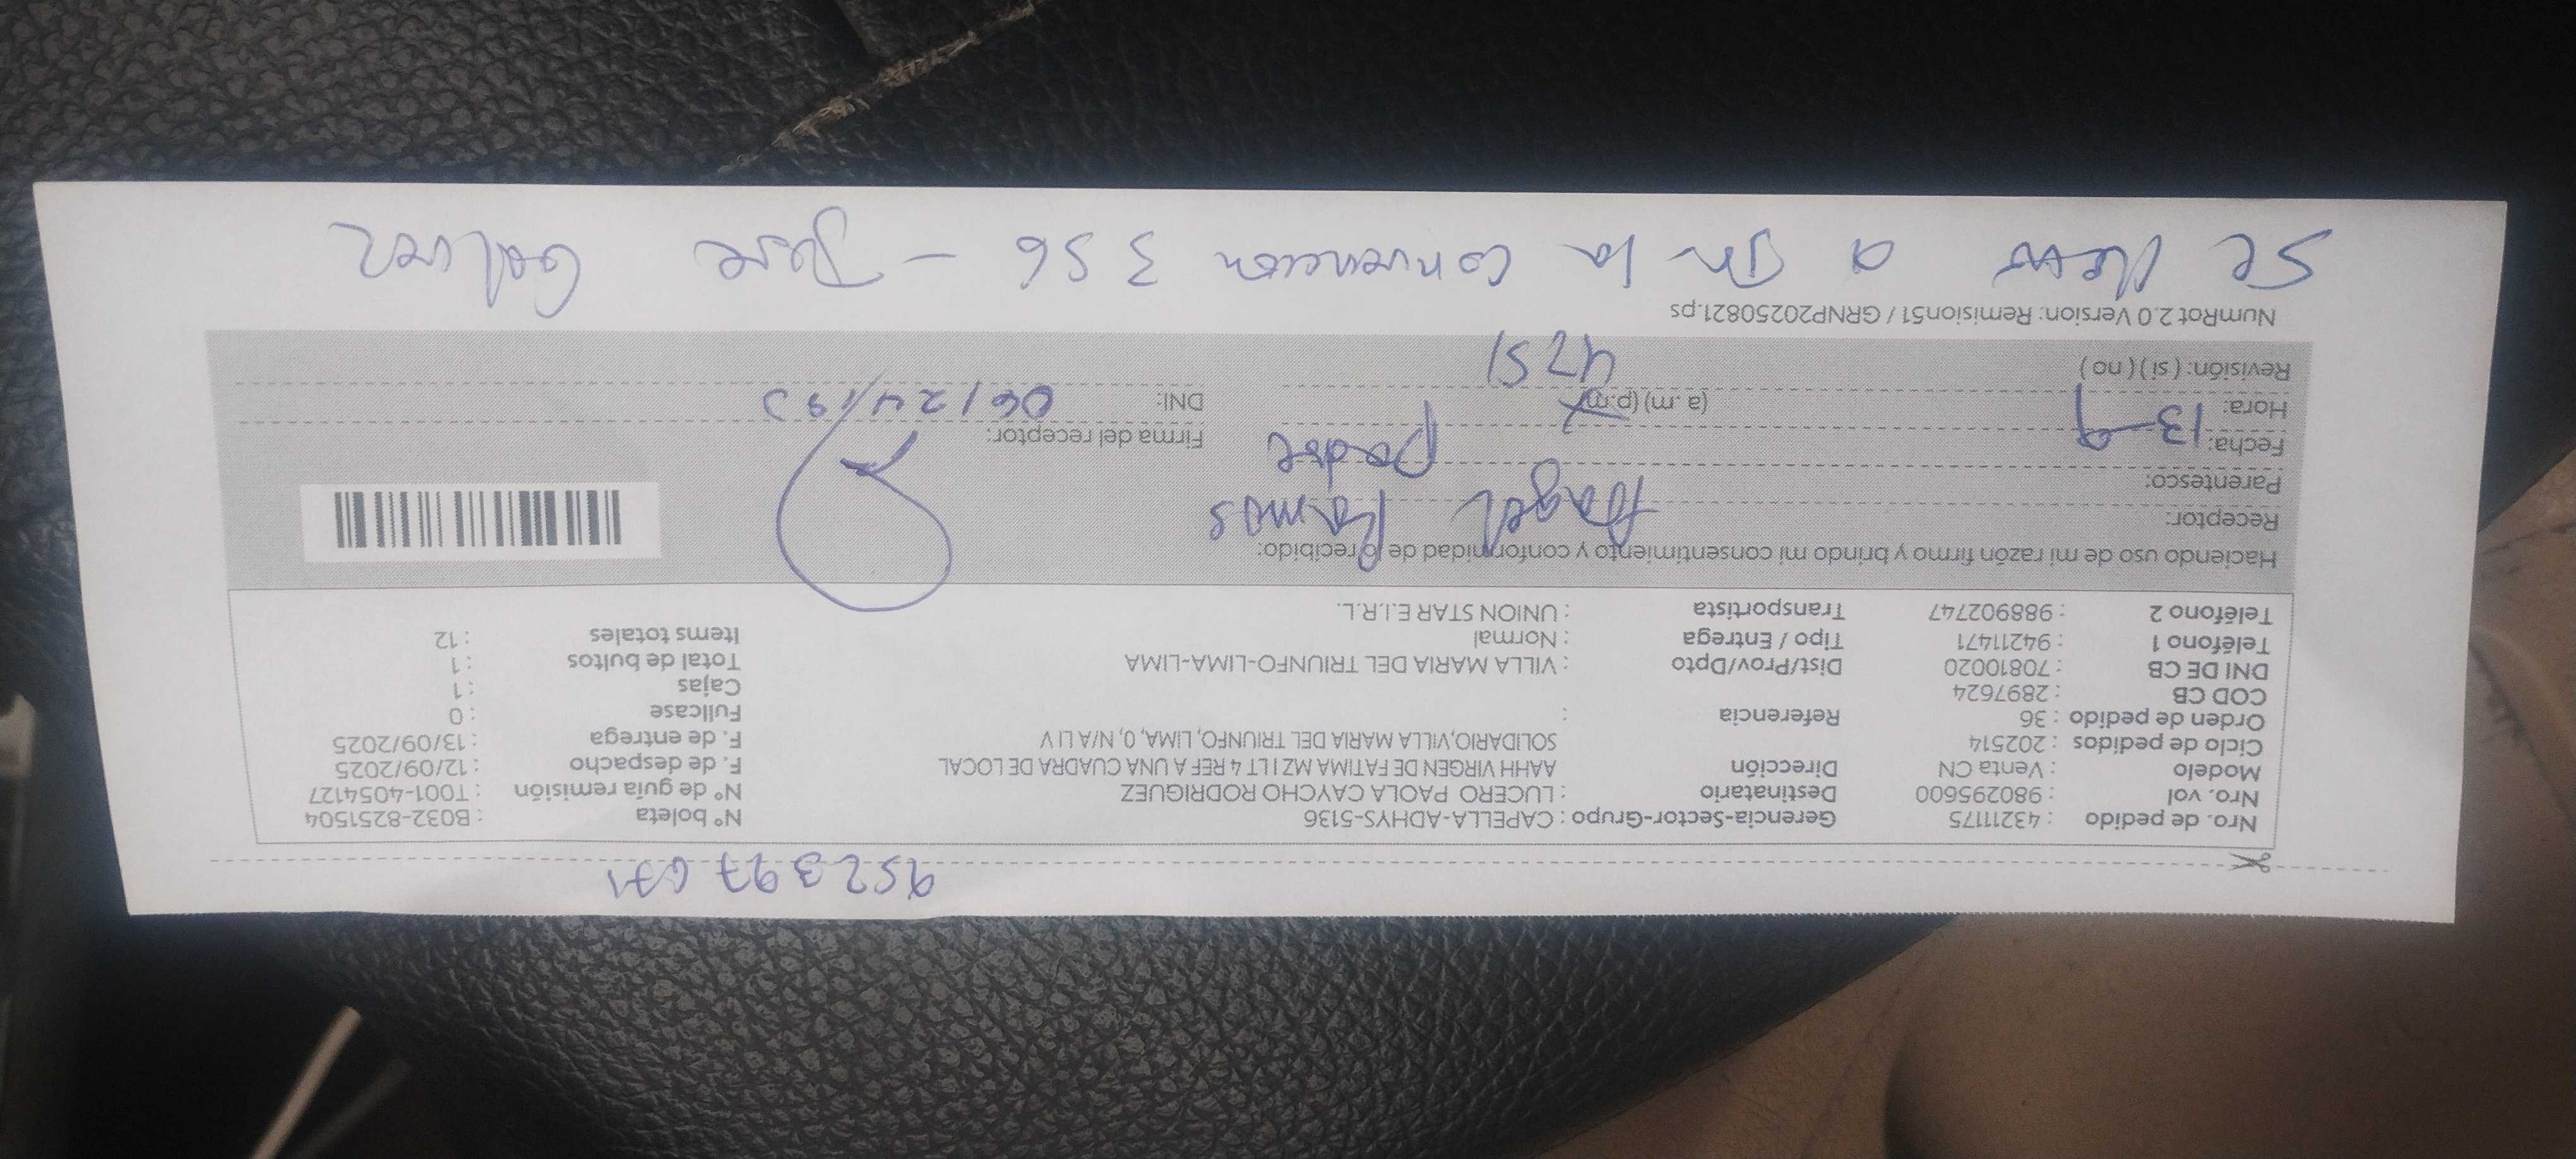 952397671
Nro. de pedido : 43211175 Gerencia-Sector-Grupo : CAPELLA-ADHYS-5136 N° boleta : B032-8251504
Nro. vol : 980295600 Destinatario : LUCERO PAOLA CAYCHO RODRIGUEZ N° de guía remisión : T001-4054127
Modelo : Venta CN Dirección AAHH VIRGEN DE FATIMA MZ I1 LT 4 REF A UNA CUADRA DE LOCAL F. de despacho : 12/09/2025
Ciclo de pedidos : 202514 SOLIDARIO,VILLA MARIA DEL TRIUNFO, LIMA, 0, N/A LI V F. de entrega : 13/09/2025
Orden de pedido : 36 Referencia : Fullcase : 0
COD CB : 2897624 Cajas : 1
DNI DE CB : 70810020 Dist/Prov/Dpto : VILLA MARIA DEL TRIUNFO-LIMA-LIMA Total de bultos : 1
Teléfono 1 : 94211471 Tipo / Entrega : Normal Items totales : 12
Teléfono 2 : 988902747 Transportista : UNION STAR E.I.R.L.
Haciendo uso de mi razón firmo y brindo mi consentimiento y conformidad de lo recibido:
Receptor: Angel Ramos
Parentesco: padre
Fecha: 13-9 Firma del receptor:
Hora: (a. m) (p.m) DNI:
Revisión: ( si ) ( no ) 4251
NumRot 2.0 Version: Remision51 / GRNP20250821.ps
Se llevo a la convencion 356 - Jose Galvez